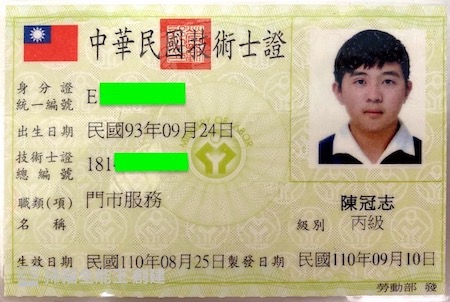 中華民國技術士證
身分證
統一編號 E
出生日期 民國93年09月24日
技術士證
總編號 181-
職類(項)
名稱 門市服務
陳冠志
級別 丙級
生效日期 民國110年08月25日 製發日期 民國110年09月10日
勞動部 發